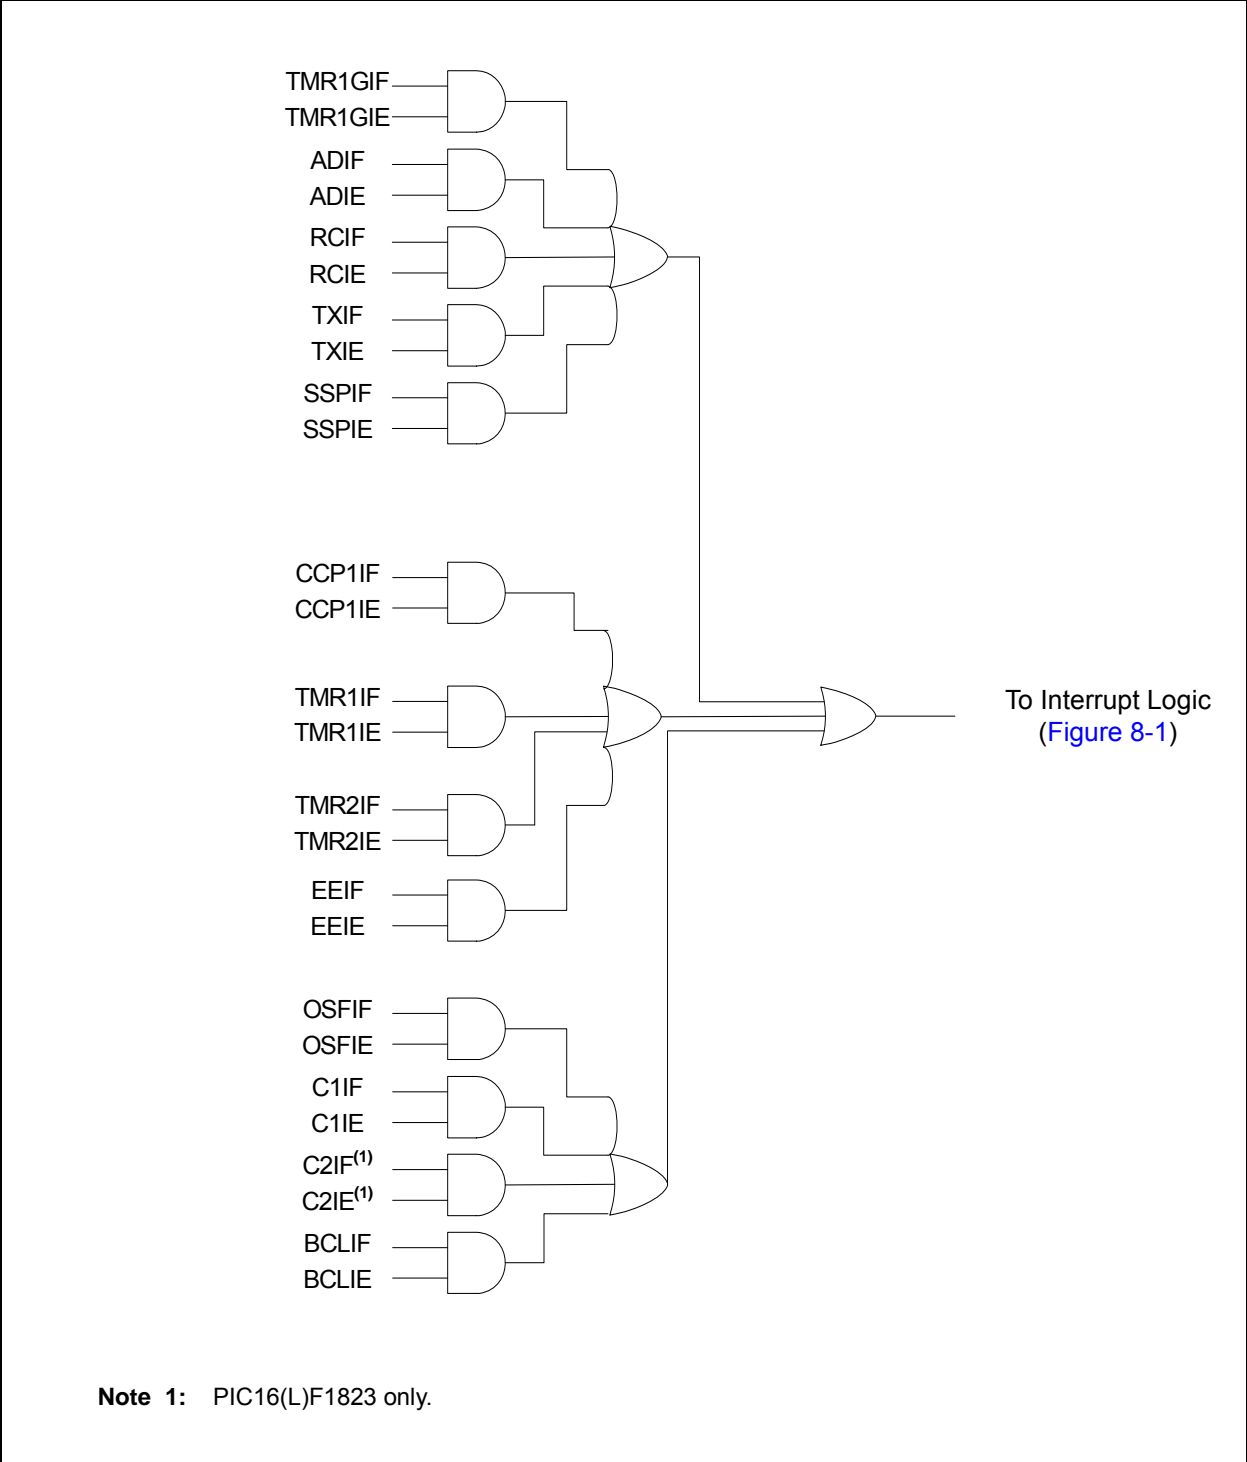 TMR1GIF
TMR1GIE
ADIF
ADIE
RCIF
RCIE
TXIF
TXIE
SSPIF
SSPIE
CCP1IF
CCP1IE
TMR1IF
TMR1IE
To Interrupt Logic
(Figure 8-1)
TMR2IF
TMR2IE
EEIF
EEIE
OSFIF
OSFIE
C1IF
C1IE
C2IF(1)
C2IE(1)
BCLIF
BCLIE
Note 1: PIC16(L)F1823 only.